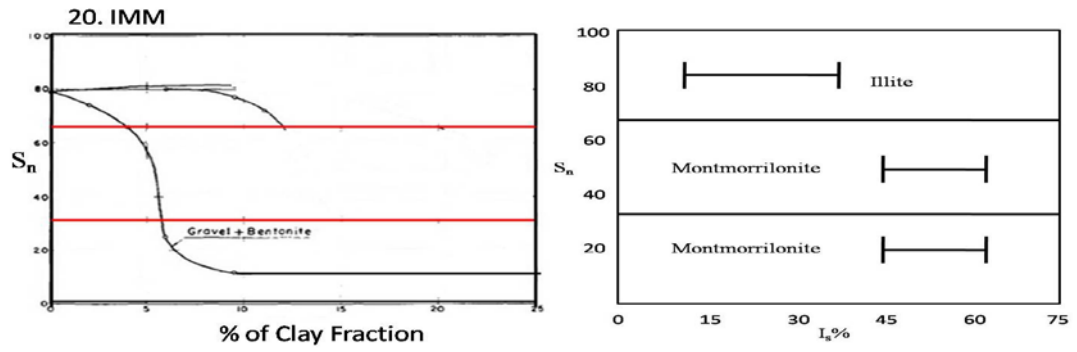 20. IMM
100
80
60
40
20
0
Sn
Gravel + Bentonite
5
10
15
20
25
% of Clay Fraction
100
80
60
40
20
Sn
Illite
Montmorrilonite
Montmorrilonite
0
15
30
45
60
75
Is%